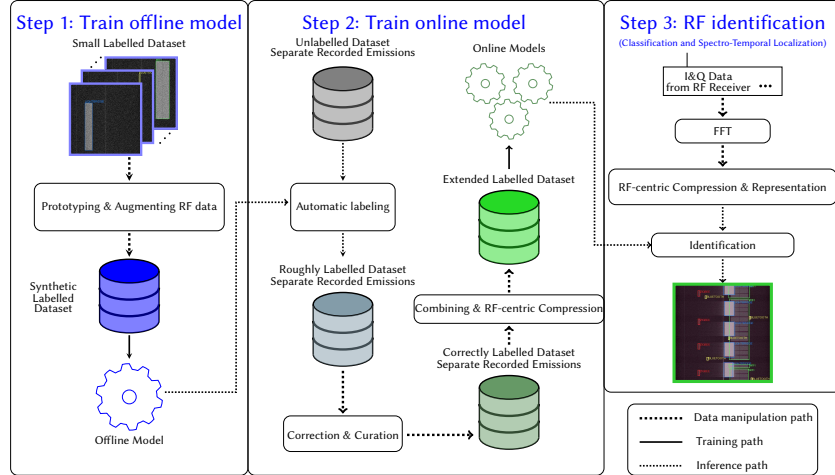 Step 1: Train offline model
Small Labelled Dataset
Prototyping & Augmenting RF data
Synthetic
Labelled
Dataset
Offline Model
Step 2: Train online model
Unlabelled Dataset
Separate Recorded Emissions
Automatic labeling
Roughly Labelled Dataset
Separate Recorded Emissions
Correction & Curation
Online Models
Extended Labelled Dataset
Combining & RF-centric Compression
Correctly Labelled Dataset
Separate Recorded Emissions
Step 3: RF identification
(Classification and Spectro-Temporal Localization)
I&Q Data
from RF Receiver ...
FFT
RF-centric Compression & Representation
Identification
Data manipulation path
Training path
Inference path